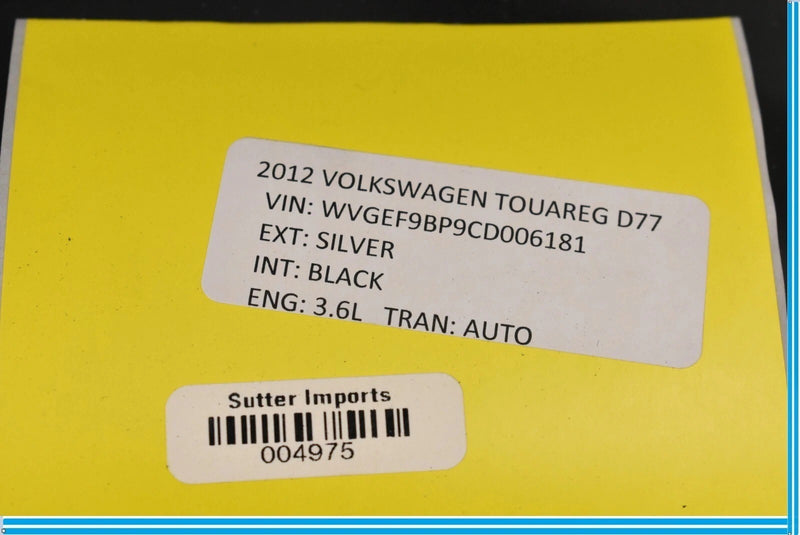 2012 VOLKSWAGEN TOUAREG D77
VIN: WVGEF9BP9CD006181
EXT: SILVER
INT: BLACK
ENG: 3.6L TRAN: AUTO
Sutter Imports
004975